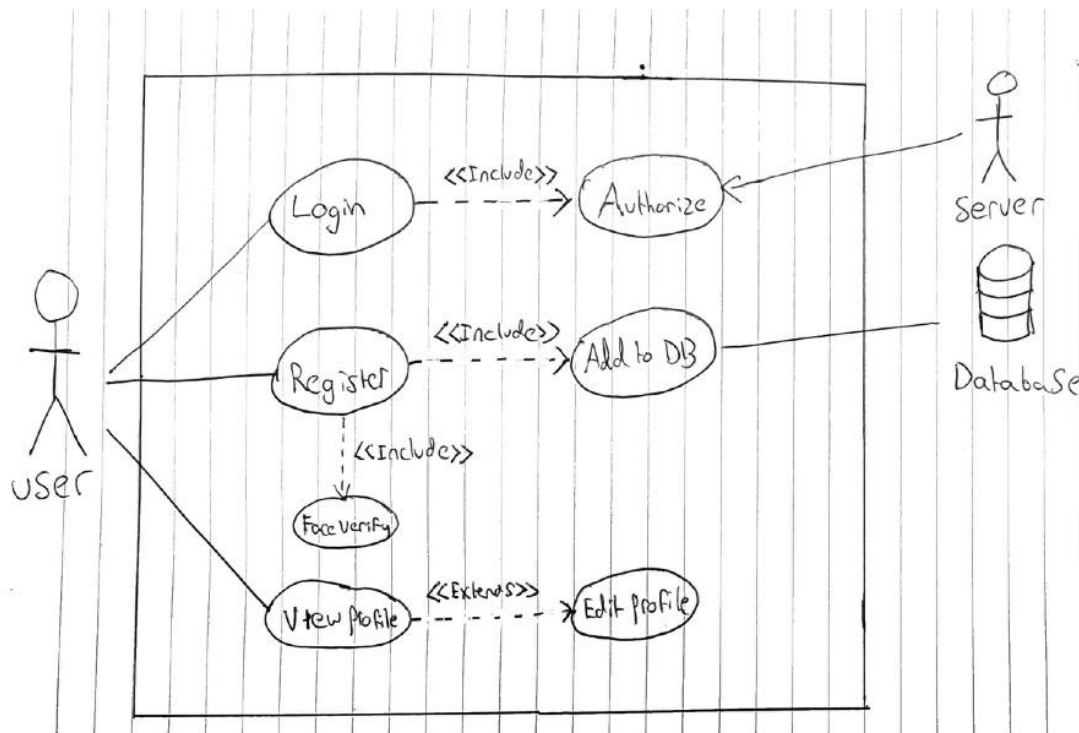 Login
<<Include>>
Authorize
Server
Register
<<Include>>
Add to DB
Database
<<Include>>
user
Face Verify
View Profile
<<Extends>>
Edit profile